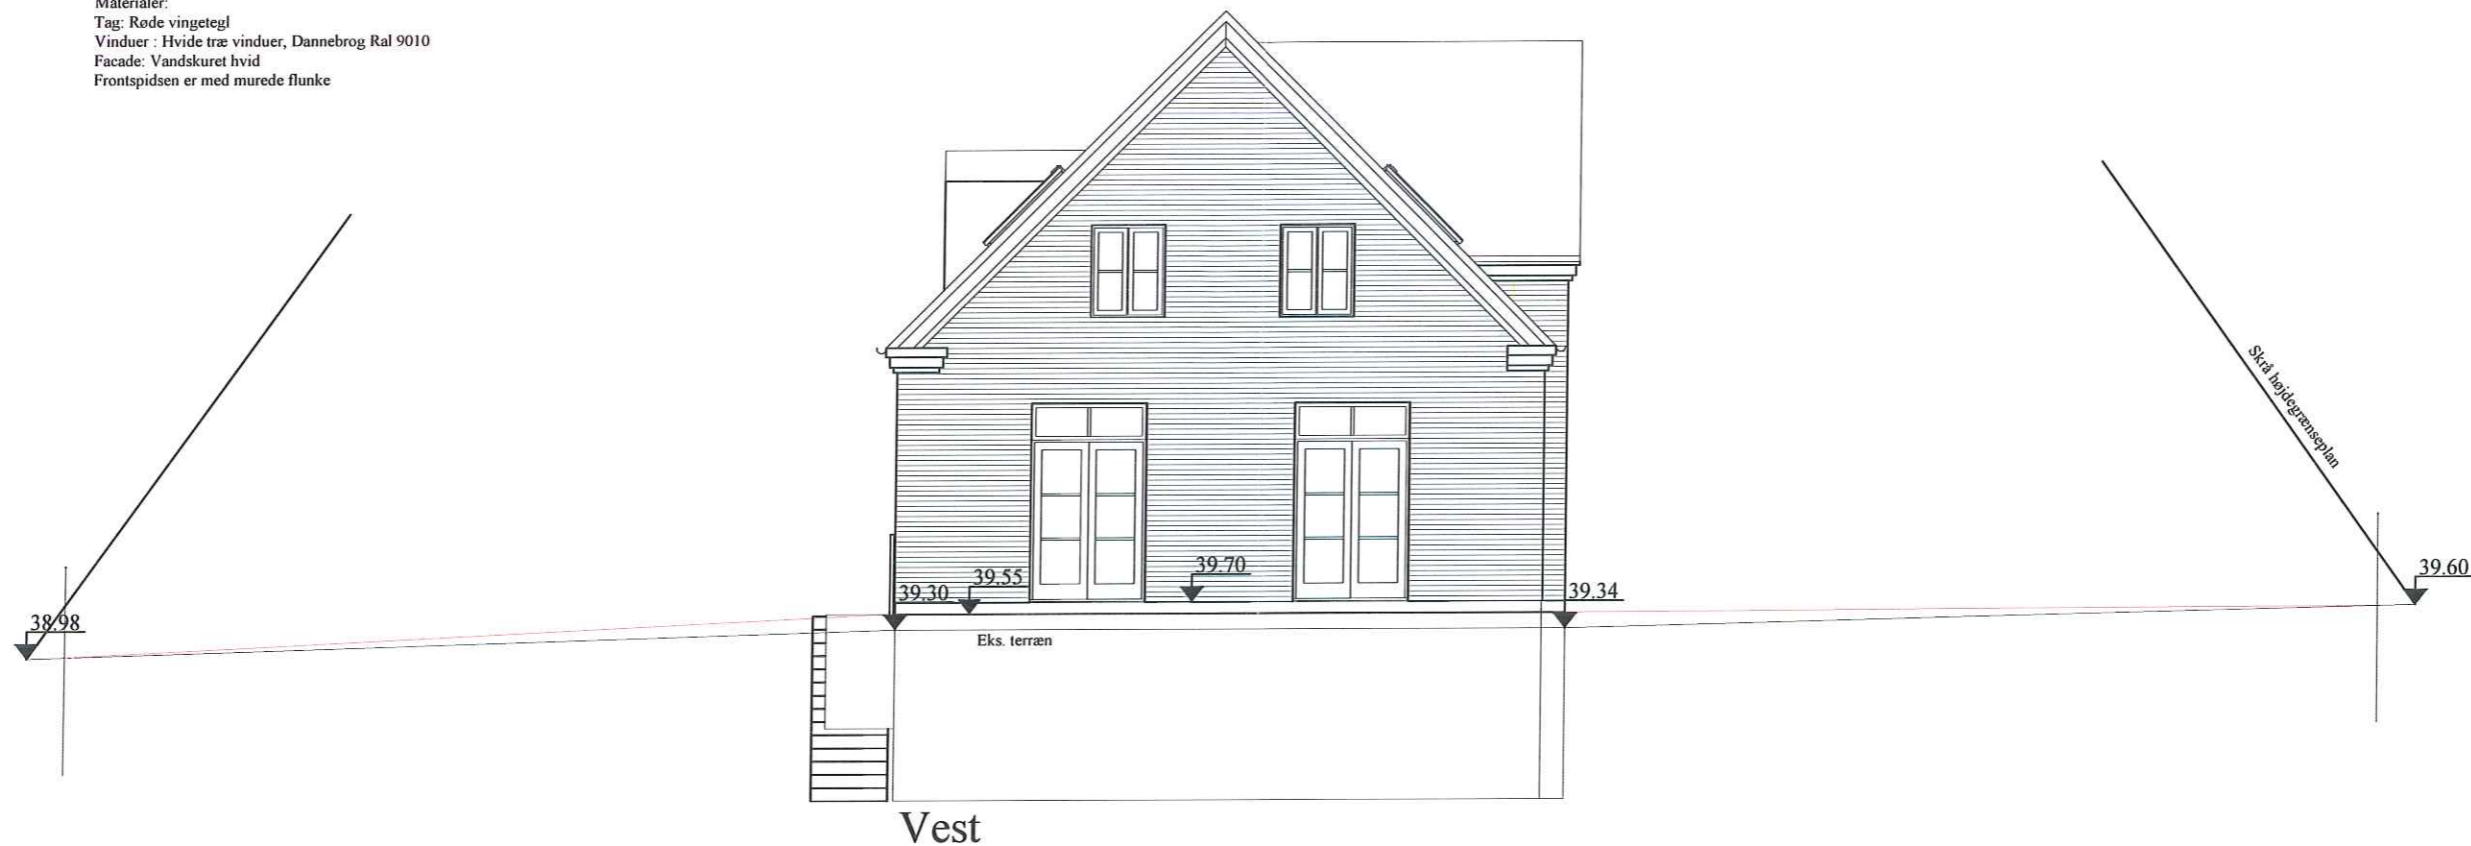 Materialer:
Tag: Røde vingetegl
Vinduer : Hvide træ vinduer, Dannebrog Ral 9010
Facade: Vandskuret hvid
Frontspidsen er med murede flunke
Skrå højdegrænseplan
38.98
39.30
39.55
39.70
39.34
39.60
Eks. terræn
Vest